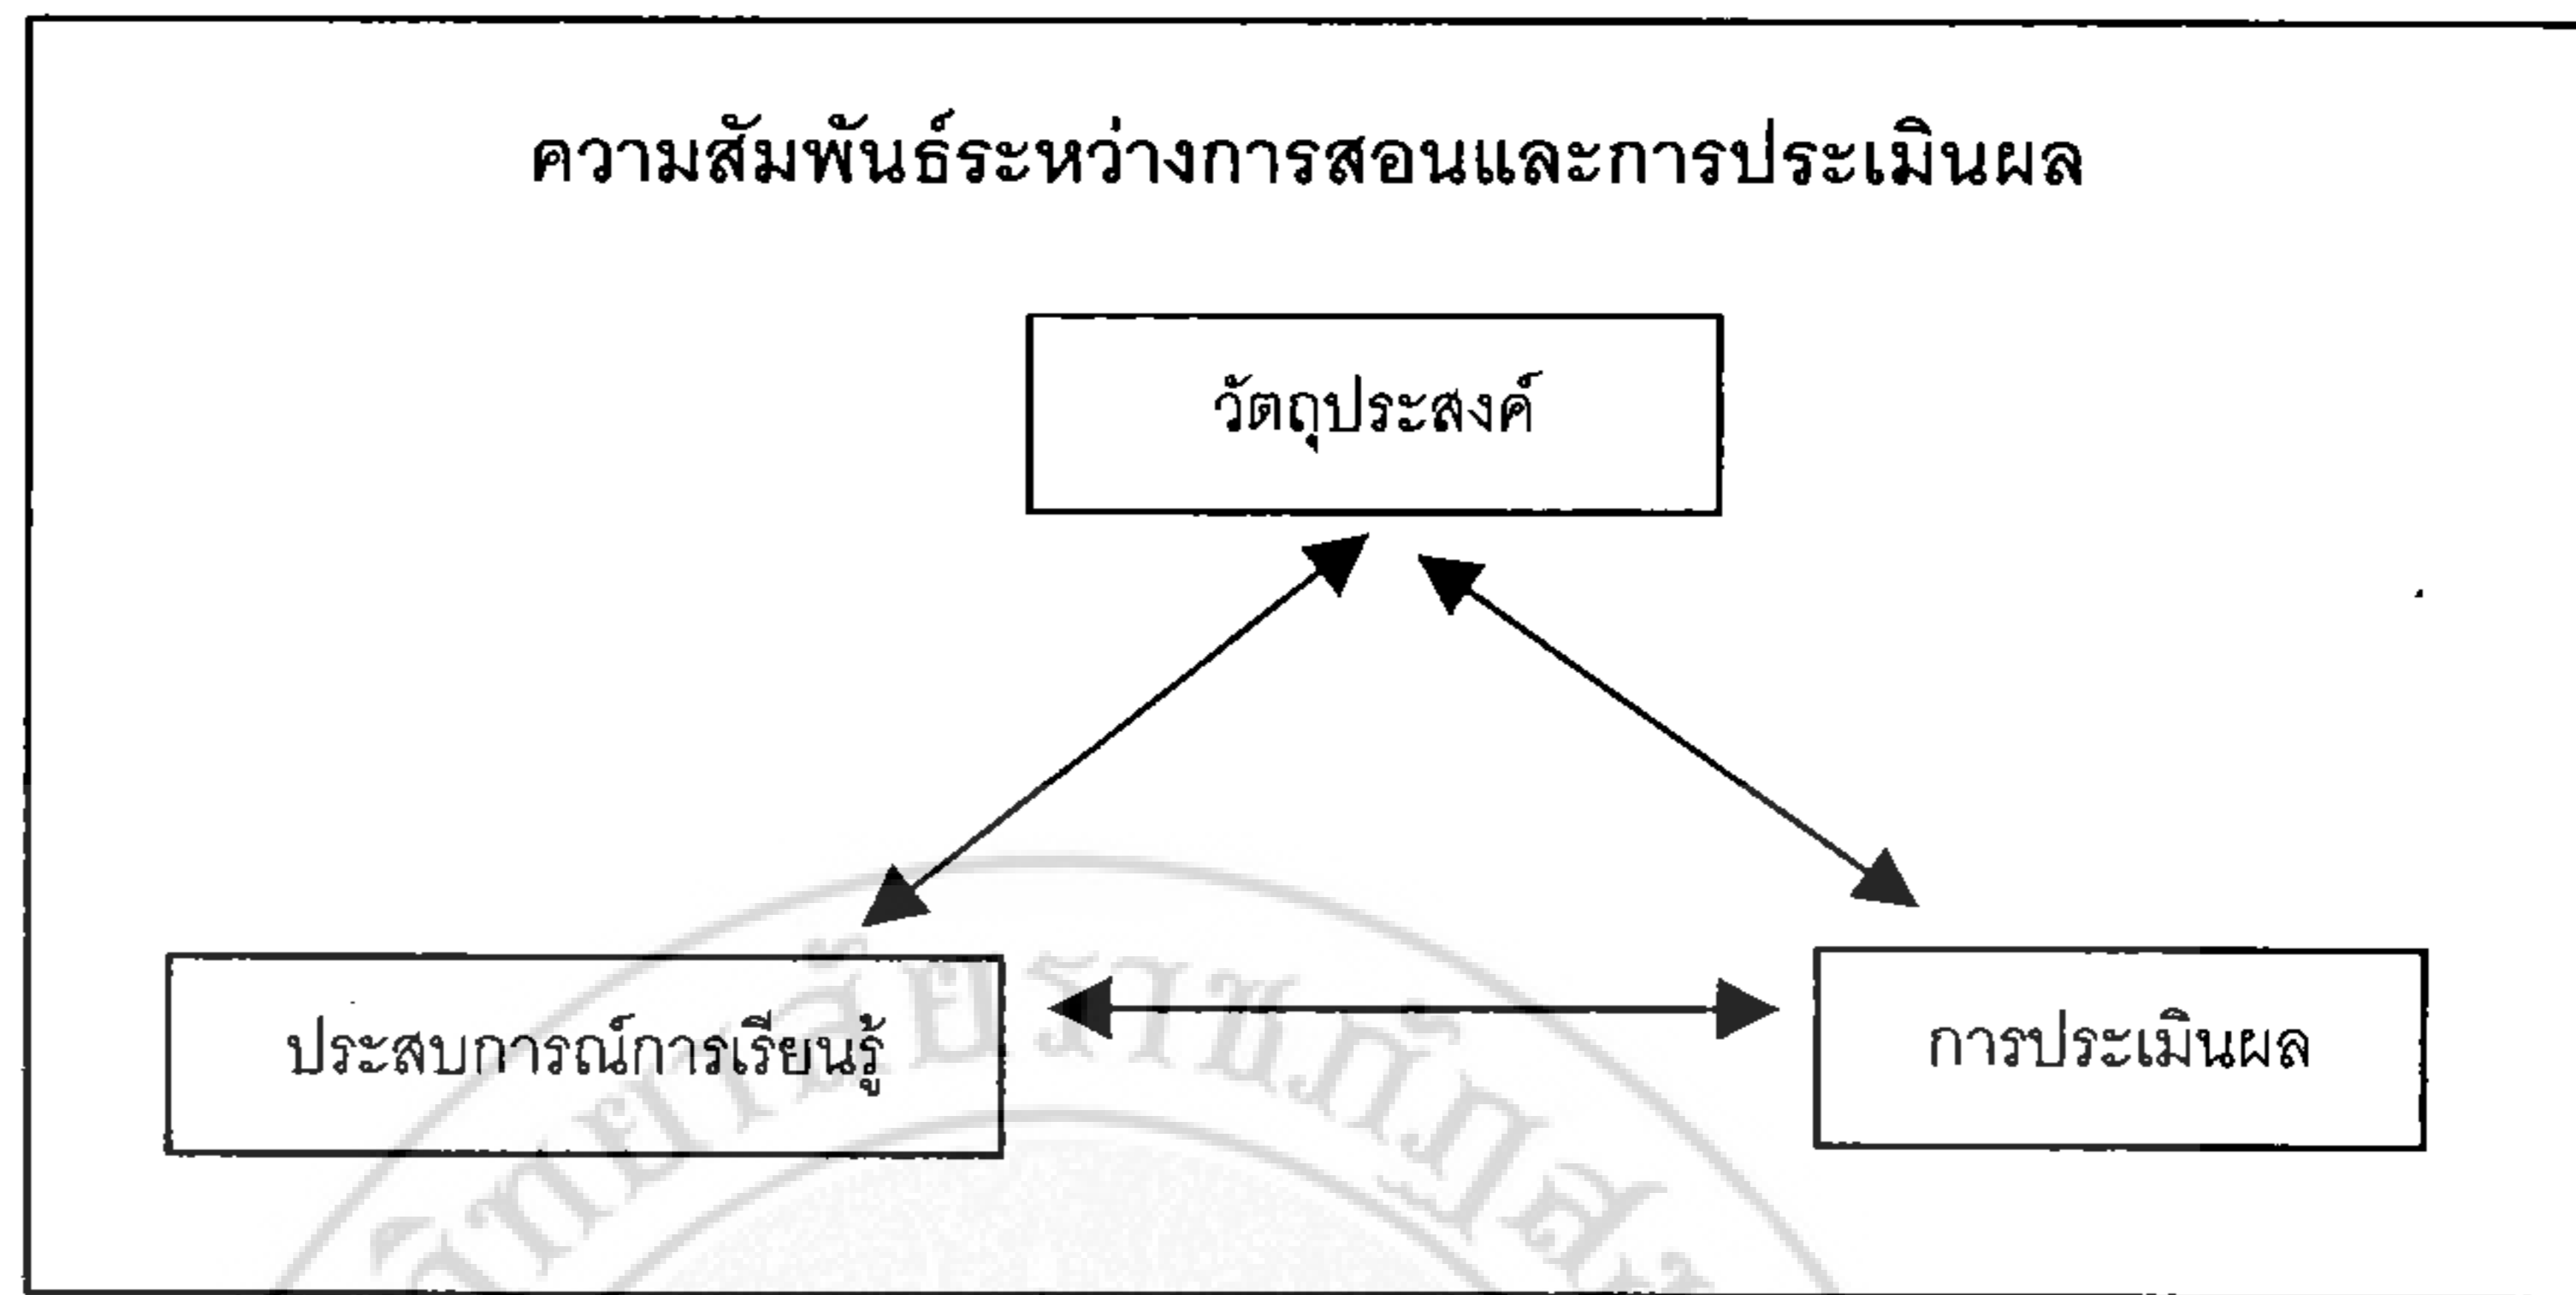 ความสัมพันธ์ระหว่างการสอนและการประเมินผล
วัตถุประสงค์
ประสบการณ์การเรียนรู้
การประเมินผล